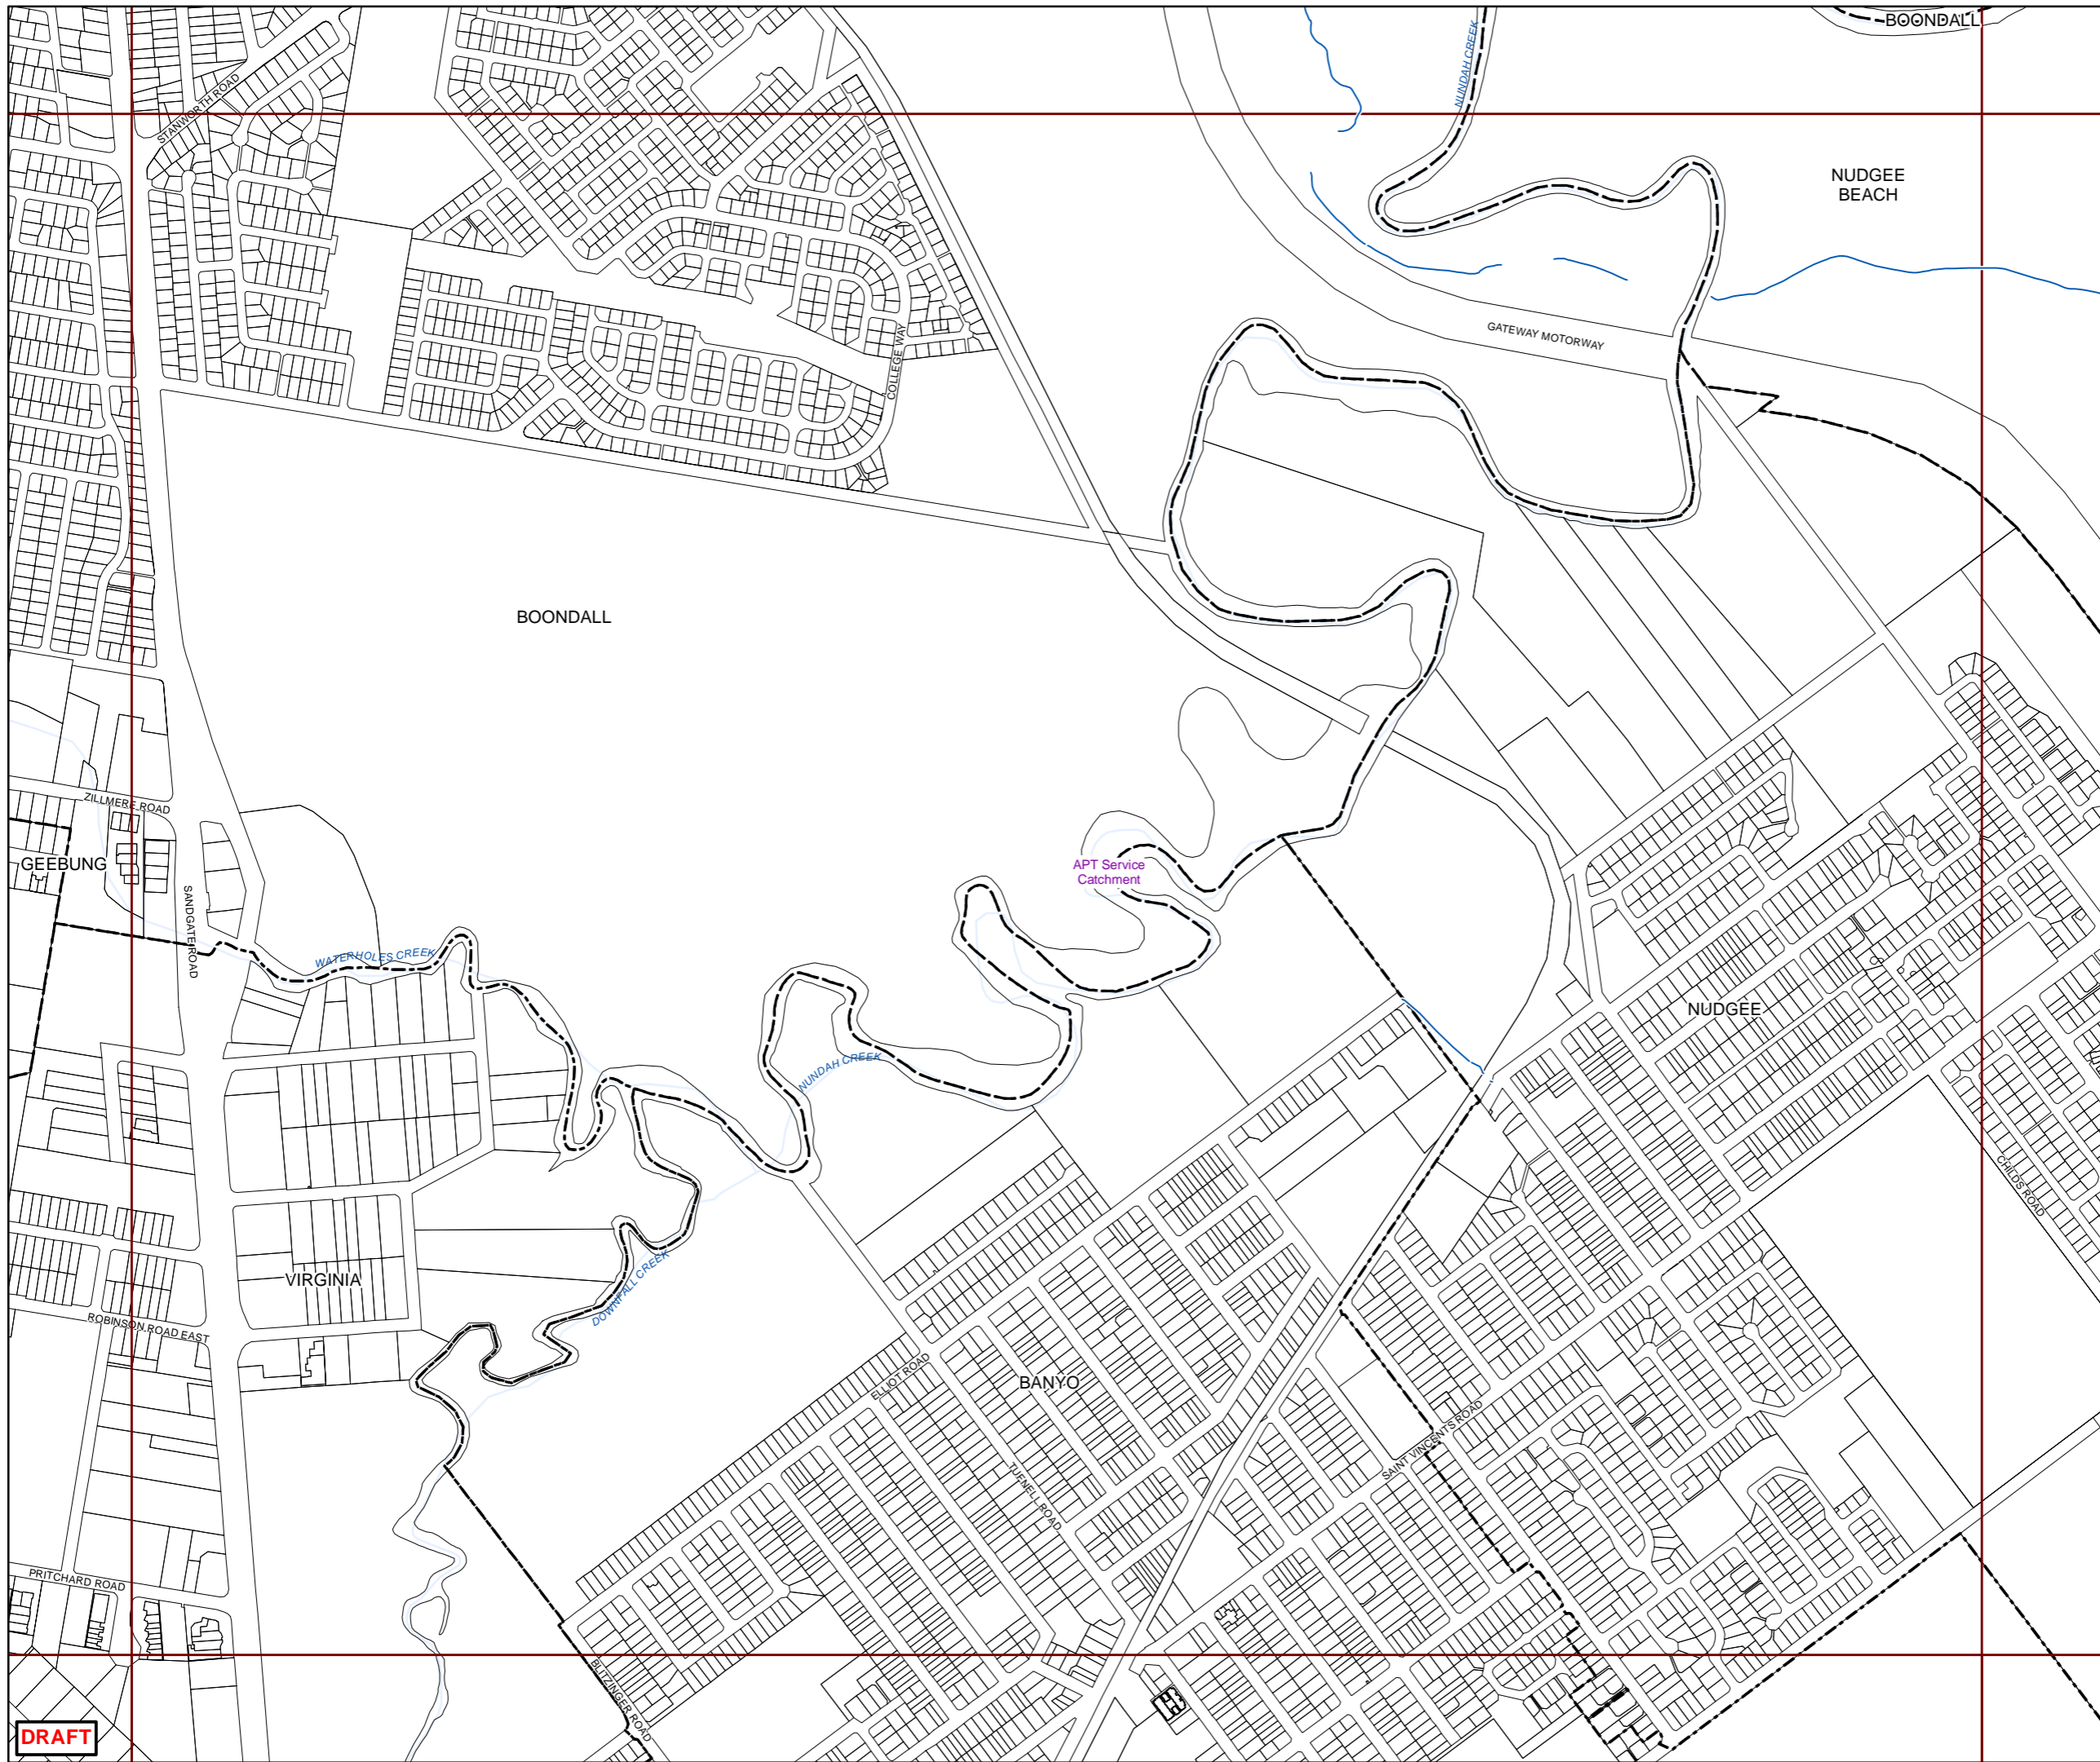 BOONDALL
NUNDAH CREEK
STANWORTH ROAD
NUDGEE
BEACH
GATEWAY MOTORWAY
COLLEGE WAY
BOONDALL
ZILLMERE ROAD
GEEBUNG
APT Service
Catchment
SANDGATE ROAD
WATERHOLES CREEK
NUDGEE
NUNDAH CREEK
CHILDS ROAD
VIRGINIA
DOWNFALL CREEK
ROBINSON ROAD EAST
ELLIOT ROAD
BANYO
SAINT VINCENTS ROAD
TUFNELL ROAD
PRITCHARD ROAD
BLITZINGER ROAD
DRAFT